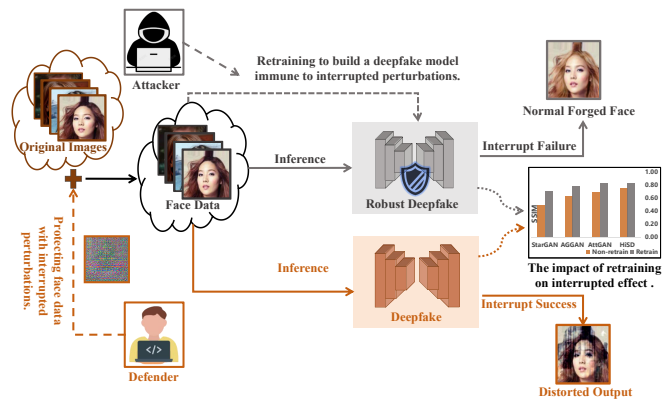 Attacker
Retraining to build a deepfake model
immune to interrupted perturbations.
Normal Forged Face
Original Images
Face Data
Inference
Robust Deepfake
Interrupt Failure
Protecting face data
with interrupted
perturbations.
Inference
Deepfake
Interrupt Success
SSIM
1.00
0.80
0.60
0.40
0.20
0.00
StarGAN AGGAN AttGAN HiSD
Non-retrain Retrain
The impact of retraining
on interrupted effect .
</>
Defender
Distorted Output